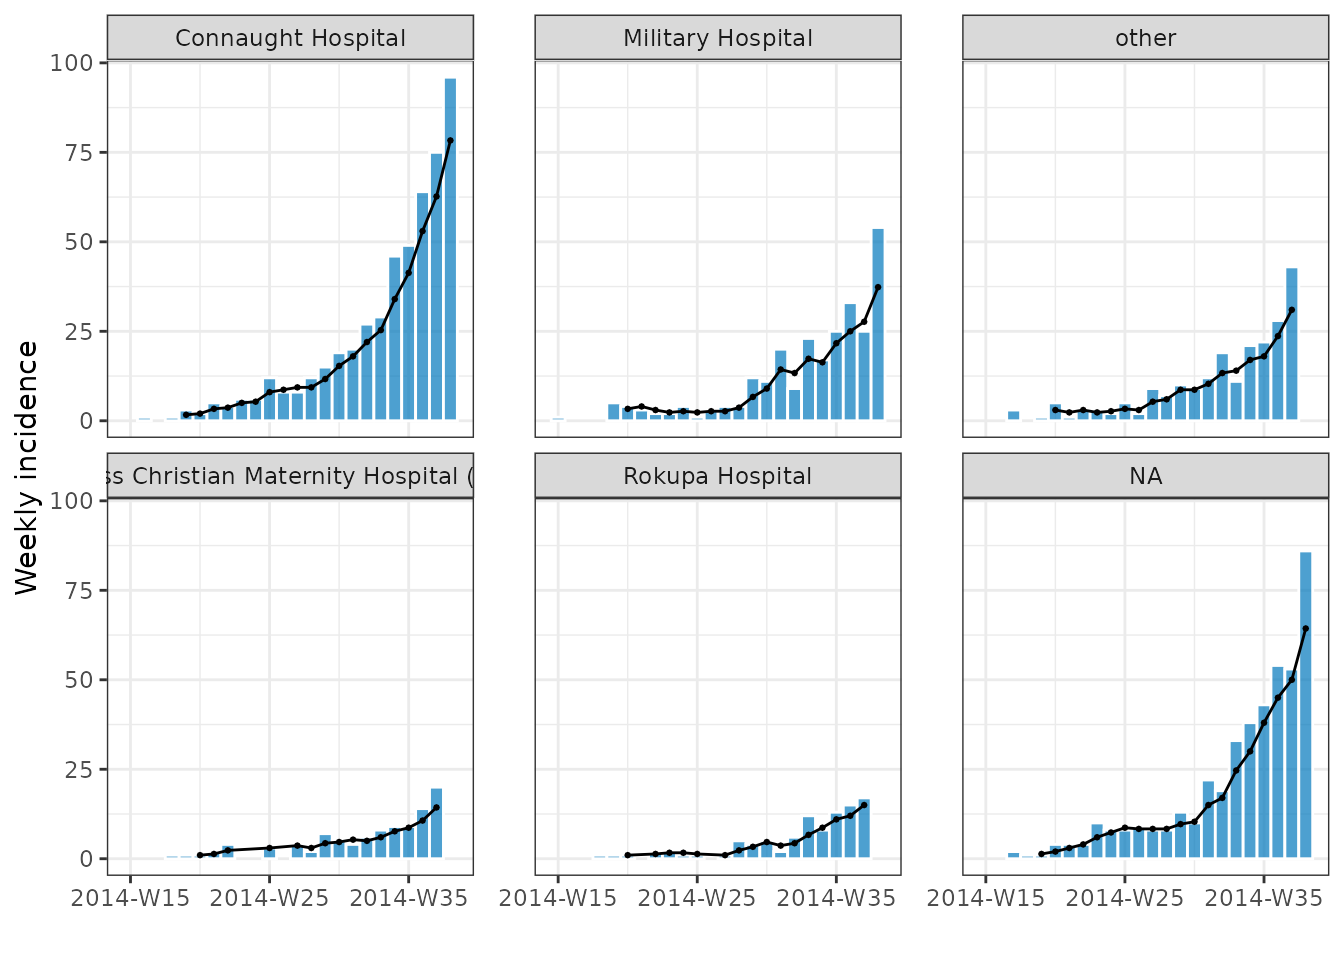 Connaught Hospital
Military Hospital
other
100
75
50
25
0
Weekly incidence
ss Christian Maternity Hospital (
Rokupa Hospital
NA
100
75
50
25
0
2014-W15 2014-W25 2014-W35
2014-W15 2014-W25 2014-W35
2014-W15 2014-W25 2014-W35